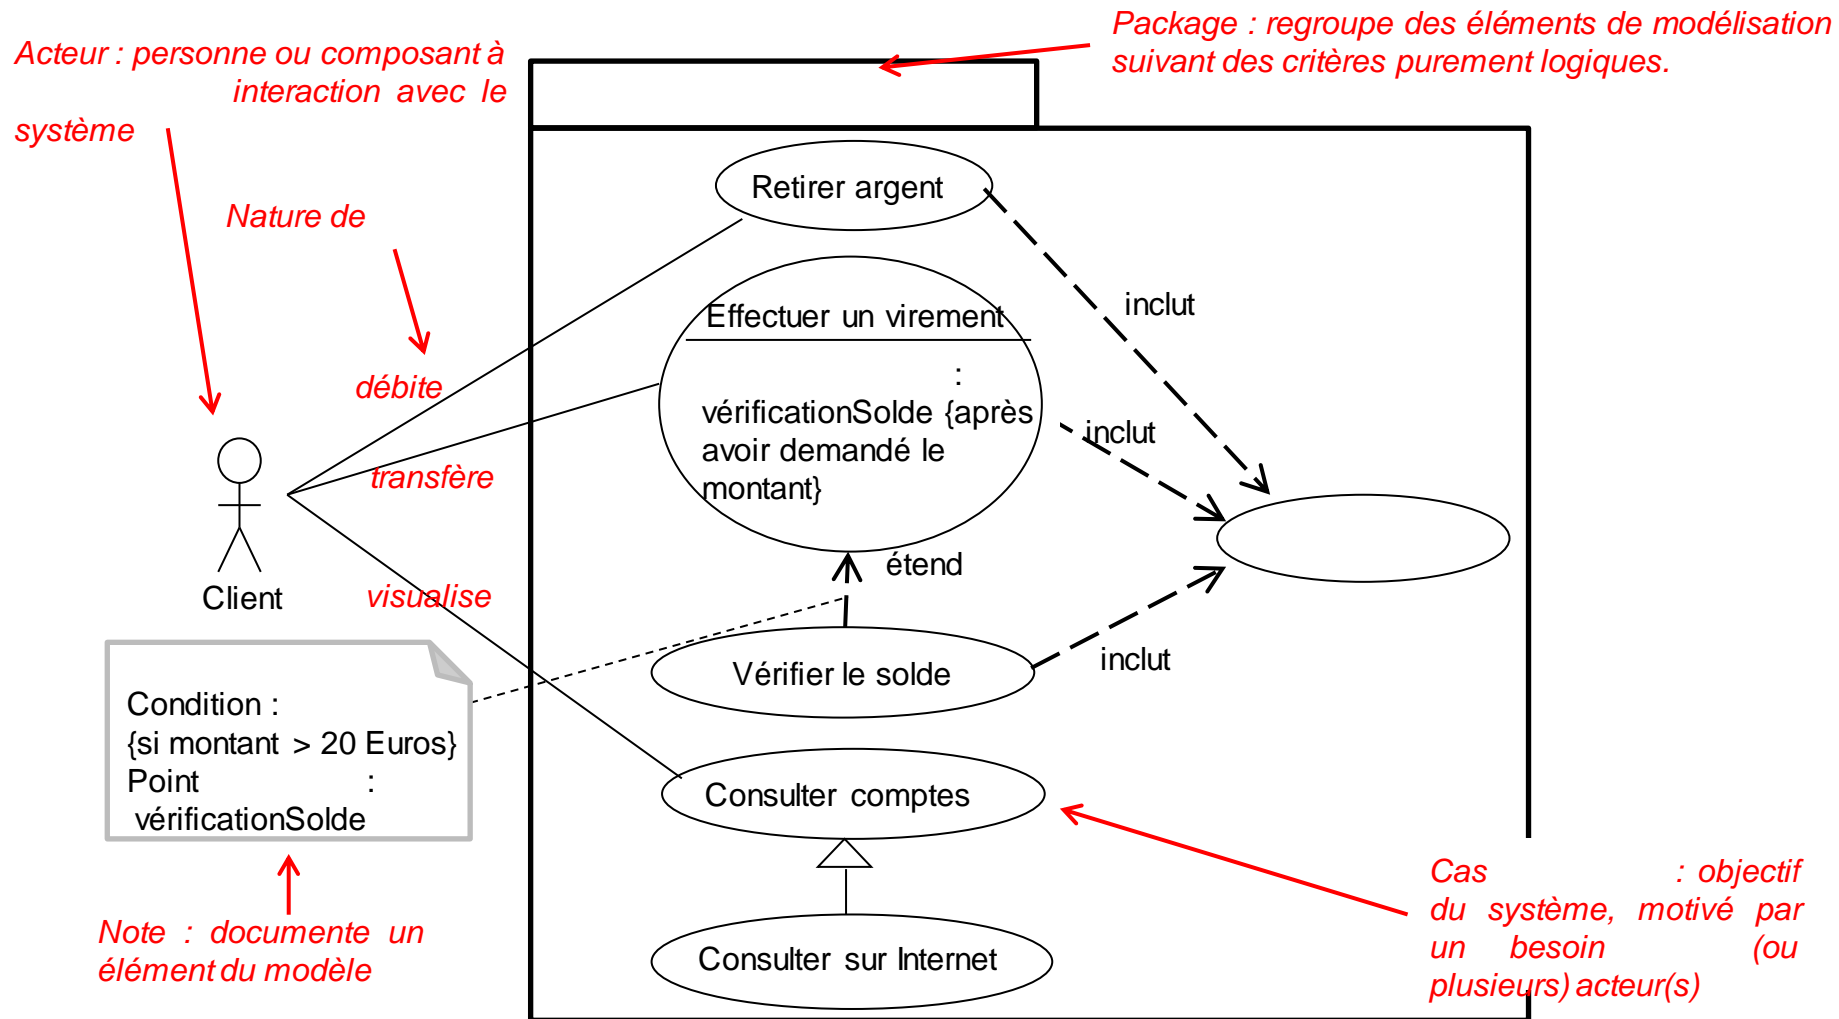 Package : regroupe des éléments de modélisation
suivant des critères purement logiques.
Acteur : personne ou composant à
interaction avec le
système
Nature de
Retirer argent
inclut
Effectuer un virement
:
vérificationSolde {après
avoir demandé le
montant}
inclut
débite
transfère
visualise
Client
étend
Vérifier le solde
inclut
Condition :
{si montant > 20 Euros}
Point :
vérificationSolde
Consulter comptes
Note : documente un
élément du modèle
Consulter sur Internet
Cas : objectif
du système, motivé par
un besoin (ou
plusieurs) acteur(s)